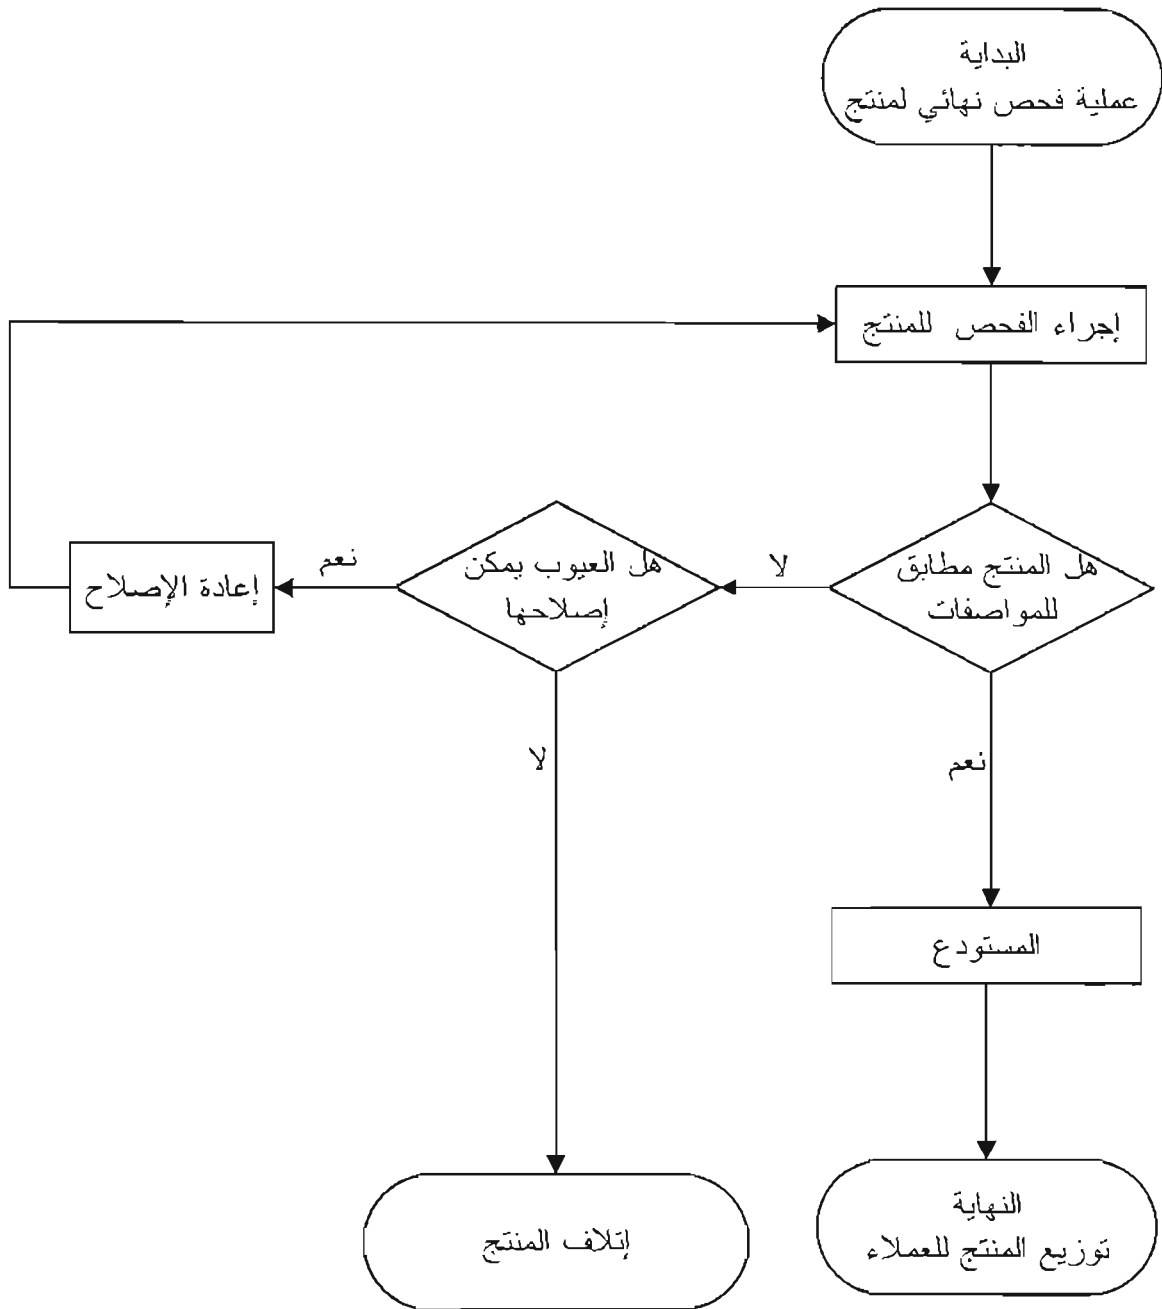 البداية
عملية فحص نهائي لمنتج
إجراء الفحص للمنتج
هل المنتج مطابق
للمواصفات
لا
هل العيوب يمكن
إصلاحها
نعم
إعادة الإصلاح
لا
نعم
المستودع
النهاية
توزيع المنتج للعملاء
إتلاف المنتج